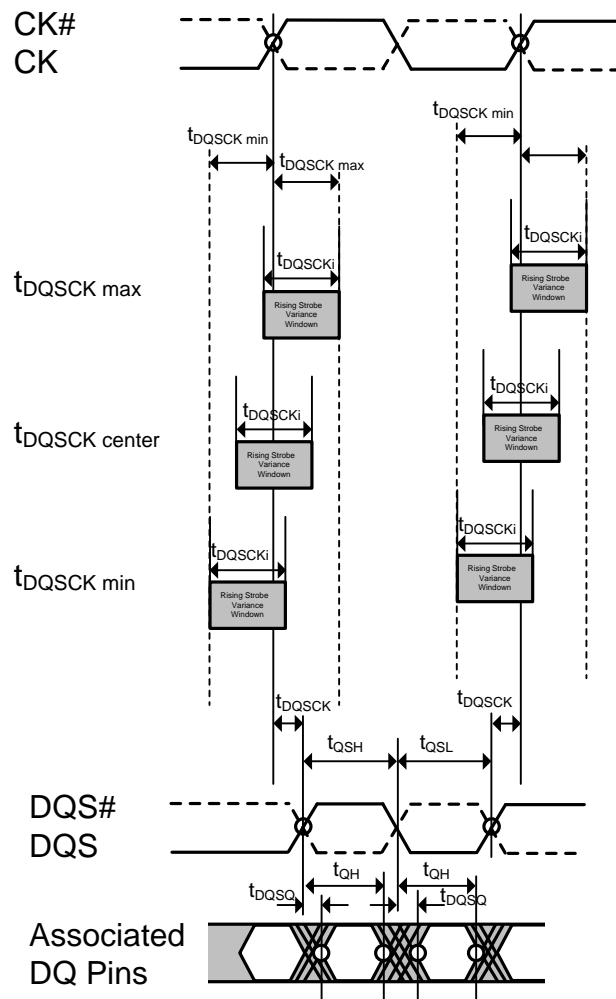 CK#
CK
tDQSCK min
tDQSCK min
tDQSCK max
tDQSCKi
tDQSCKi
tDQSCK max
Rising Strobe
Variance
Windown
Rising Strobe
Variance
Windown
tDQSCKi
tDQSCKi
tDQSCK center
Rising Strobe
Variance
Windown
Rising Strobe
Variance
Windown
tDQSCKi
tDQSCKi
tDQSCK min
Rising Strobe
Variance
Windown
Rising Strobe
Variance
Windown
tDQSCK
tDQSCK
tQSH
tQSL
DQS#
DQS
tQH
tQH
tDQSQ
tDQSQ
Associated
DQ Pins